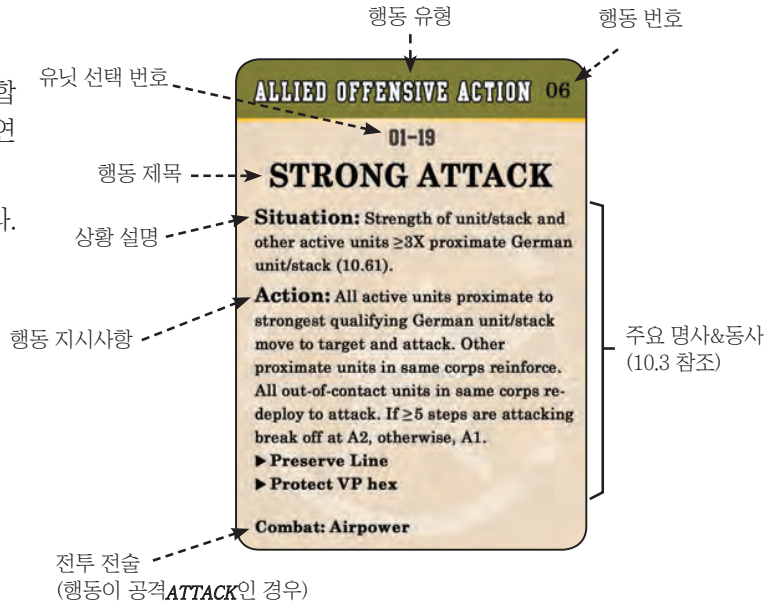 행동 유형
행동 번호
유닛 선택 번호
합
연
다.
ALLIED OFFENSIVE ACTION 06
01-19
행동 제목
STRONG ATTACK
상황 설명
Situation: Strength of unit/stack and
other active units ≥3X proximate German
unit/stack (10.61).
행동 지시사항
Action: All active units proximate to
strongest qualifying German unit/stack
move to target and attack. Other
proximate units in same corps reinforce.
All out-of-contact units in same corps re-
deploy to attack. If ≥5 steps are attacking
break off at A2, otherwise, A1.
▶ Preserve Line
▶ Protect VP hex
주요 명사&동사
(10.3 참조)
Combat: Airpower
전투 전술
(행동이 공격ATTACK인 경우)